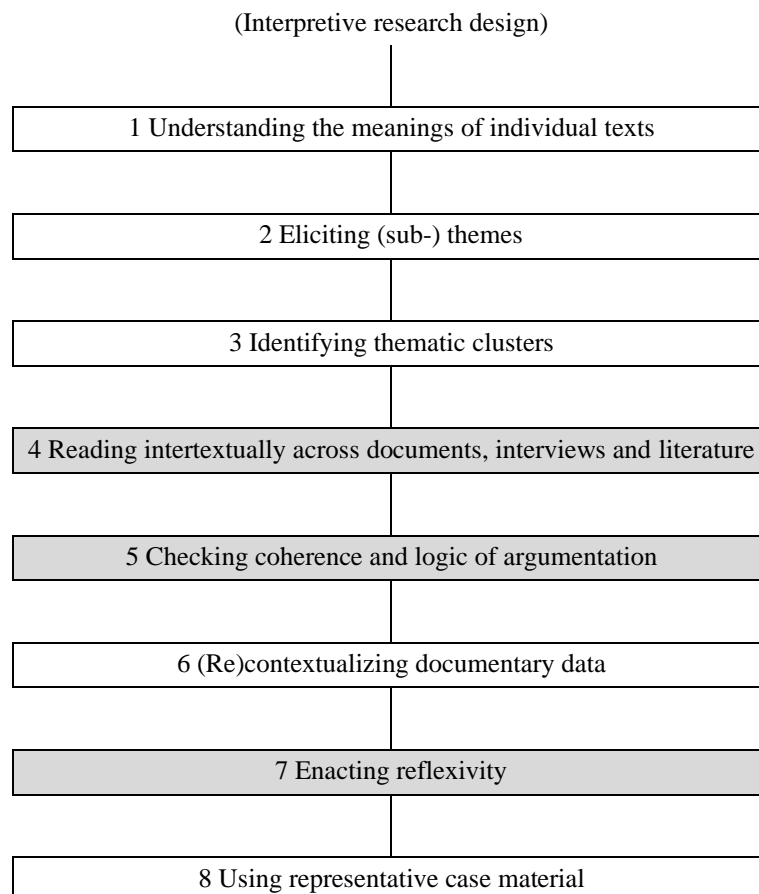 (Interpretive research design)
1 Understanding the meanings of individual texts
2 Eliciting (sub-) themes
3 Identifying thematic clusters
4 Reading intertextually across documents, interviews and literature
5 Checking coherence and logic of argumentation
6 (Re)contextualizing documentary data
7 Enacting reflexivity
8 Using representative case material